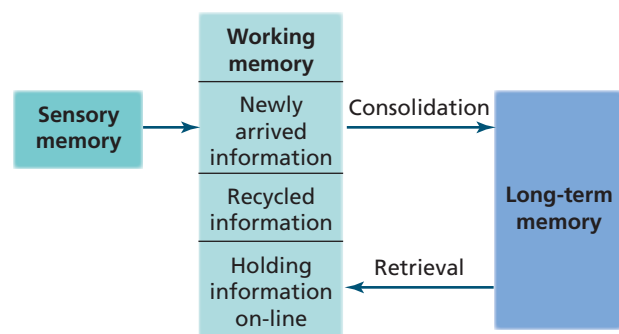 Sensory
memory
Working
memory
Newly
arrived
information
Recycled
information
Holding
information
on-line
Consolidation
Retrieval
Long-term
memory